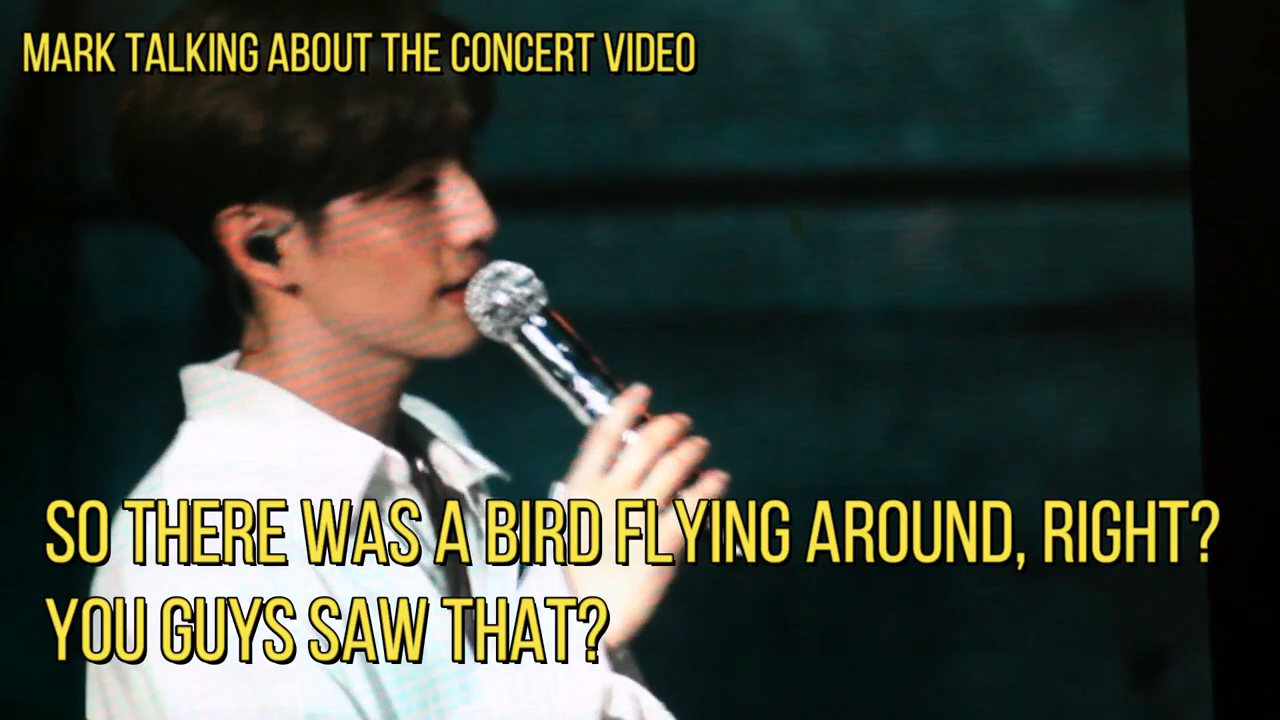 MARK TALKING ABOUT THE CONCERT VIDEO
SO THERE WAS A BIRD FLYING AROUND, RIGHT?
YOU GUYS SAW THAT?